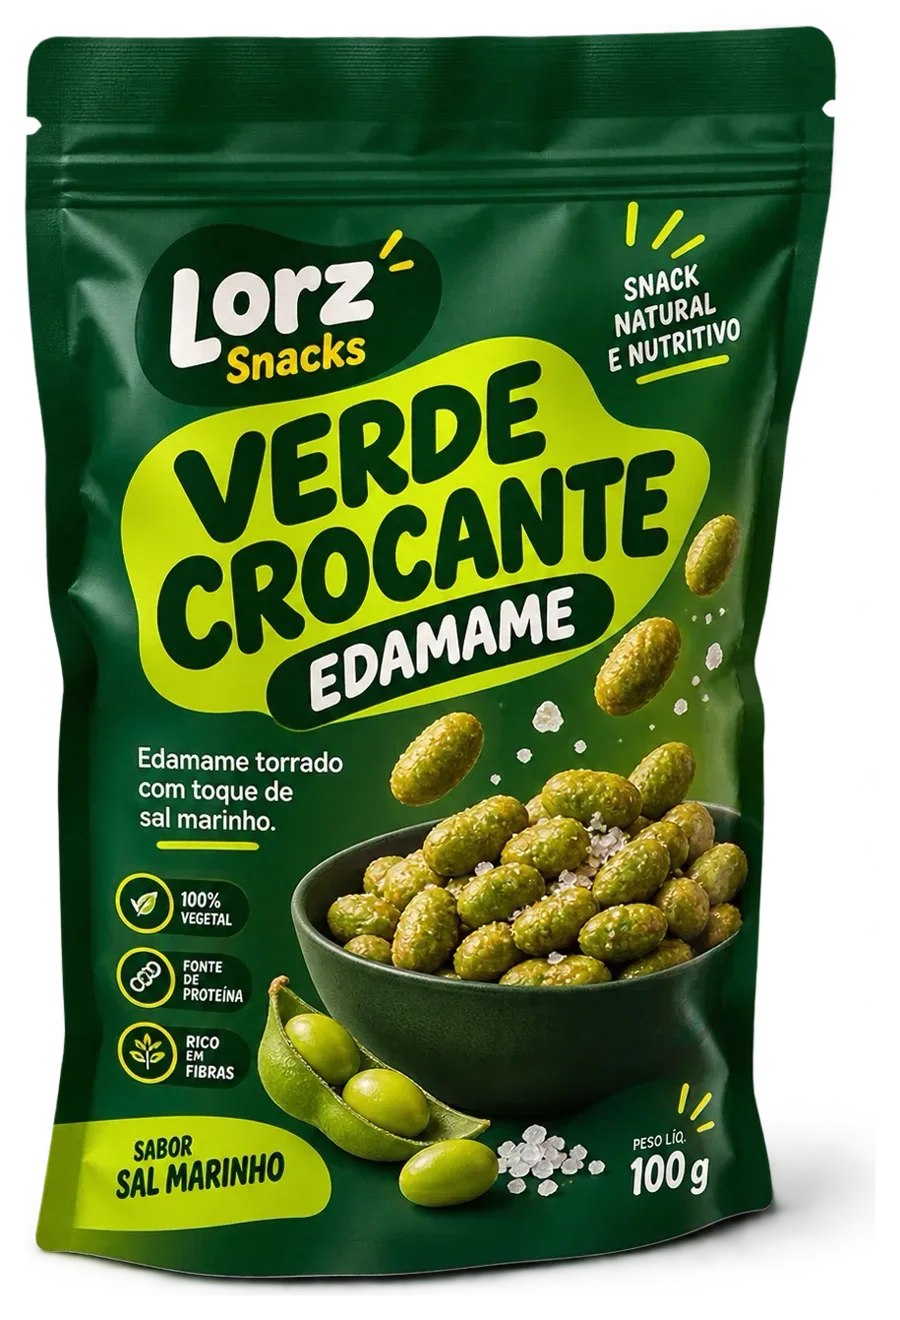 Lorz
Snacks
SNACK
NATURAL
E NUTRITIVO
VERDE
CROCANTE
EDAMAME
Edamame torrado
com toque de
sal marinho.
100%
VEGETAL
FONTE
DE
PROTEÍNA
RICO
EM
FIBRAS
SABOR
SAL MARINHO
PESO LÍQ.
100 g